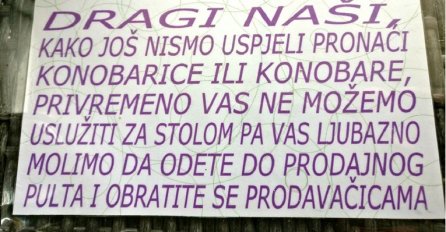 DRAGI NAŠI,
KAKO JOŠ NISMO USPJELI PRONAĆI
KONOBARICE ILI KONOBARE,
PRIVREMENO VAS NE MOŽEMO
USLUŽITI ZA STOLOM PA VAS LJUBAZNO
MOLIMO DA ODETE DO PRODAJNOG
PULTA I OBRATITE SE PRODAVAČICAMA